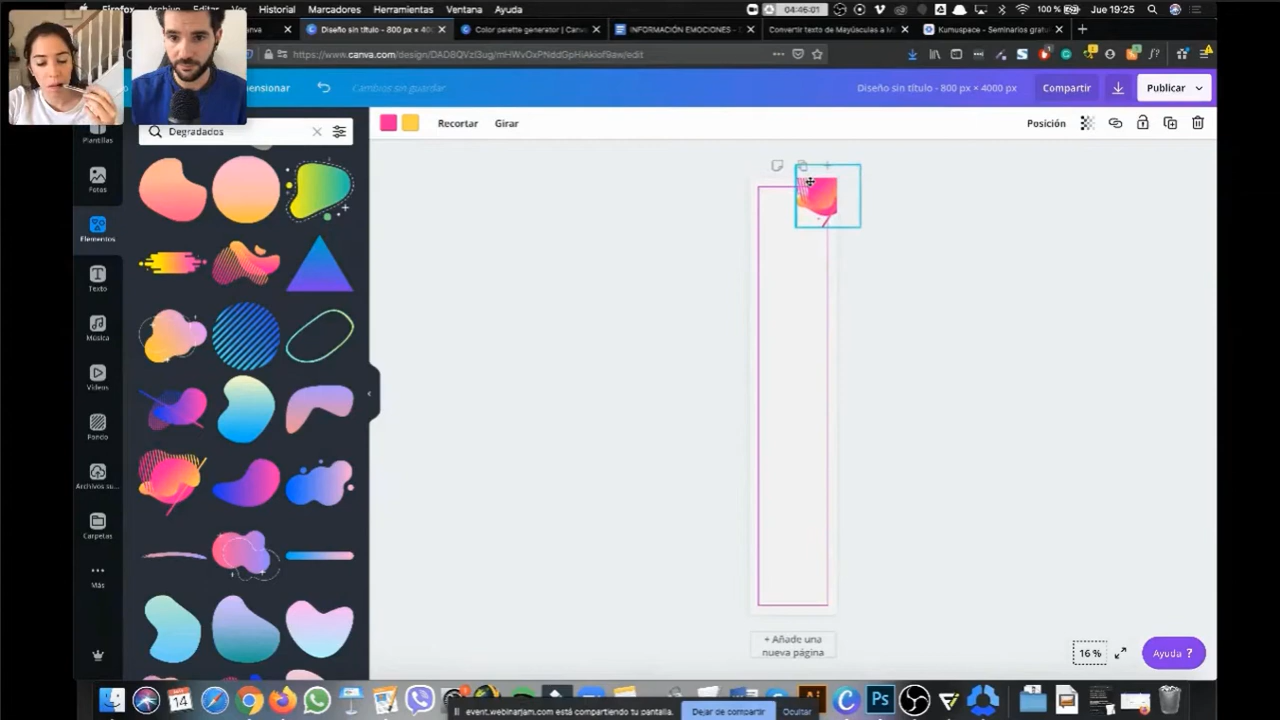 Firefox Archivo Editar Ver Historial Marcadores Herramientas Ventana Ayuda
04:46:01
100 %
Jue 19:25
Diseño sin título - 800 px × 40
Color palette generator | Canv
INFORMACIÓN EMOCIONES -
Convertir texto de Mayúsculas a M
Kumuspace - Seminarios gratu
mensionar
Cambios sin guardar
Diseño sin título - 800 px × 4000 px
Compartir
Publicar
Degradados
Recortar
Girar
Posición
Plantillas
Fotos
Elementos
Texto
Música
Vídeos
Fondo
Archivos su...
Carpetas
Más
+ Añade una
nueva página
16 %
Ayuda ?
14
Ai
Ps
event.webinarjam.com está compartiendo tu pantalla.
Dejar de compartir
Ocultar